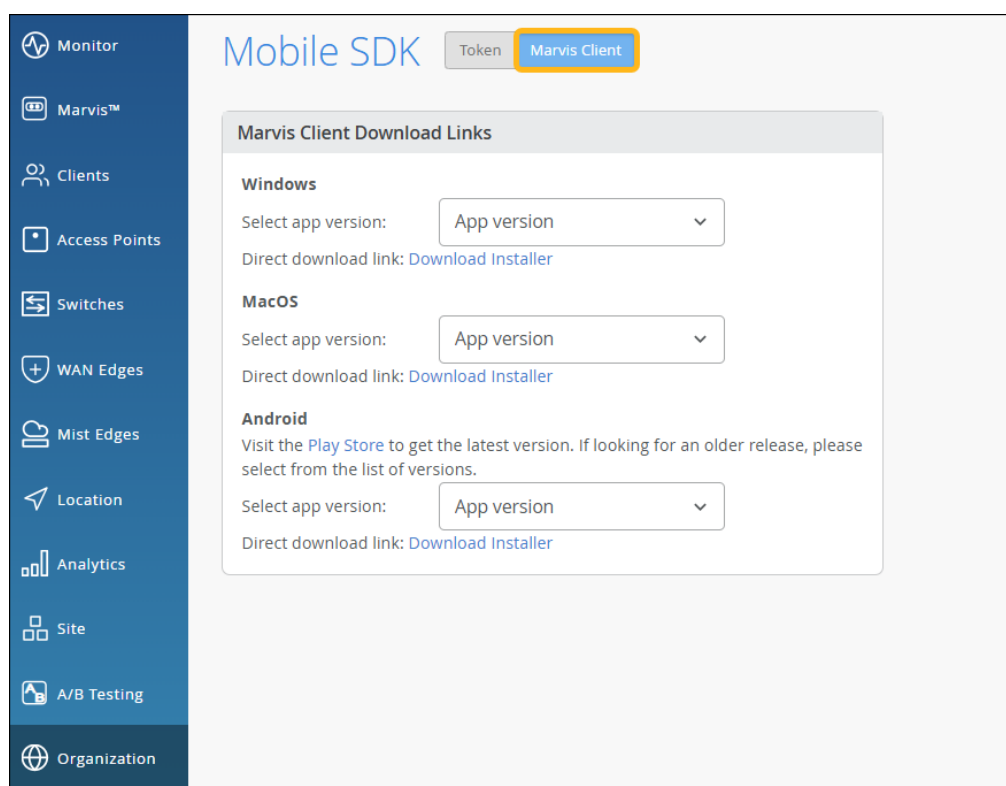 Monitor
Marvis™
Clients
Access Points
Switches
WAN Edges
Mist Edges
Location
Analytics
Site
A/B Testing
Organization
Mobile SDK
Token
Marvis Client
Marvis Client Download Links
Windows
Select app version: App version
Direct download link: Download Installer
MacOS
Select app version: App version
Direct download link: Download Installer
Android
Visit the Play Store to get the latest version. If looking for an older release, please
select from the list of versions.
Select app version: App version
Direct download link: Download Installer